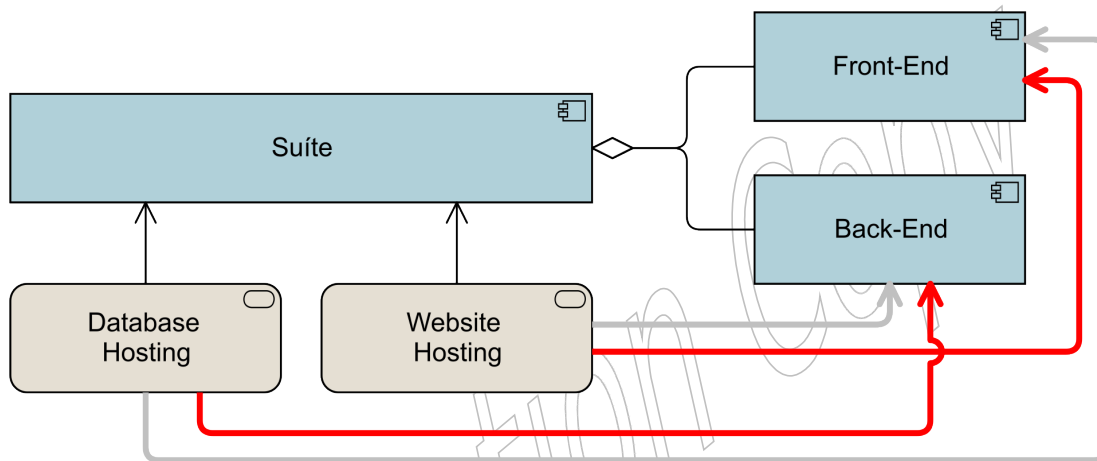 Front-End
Suíte
Back-End
Database
Hosting
Website
Hosting